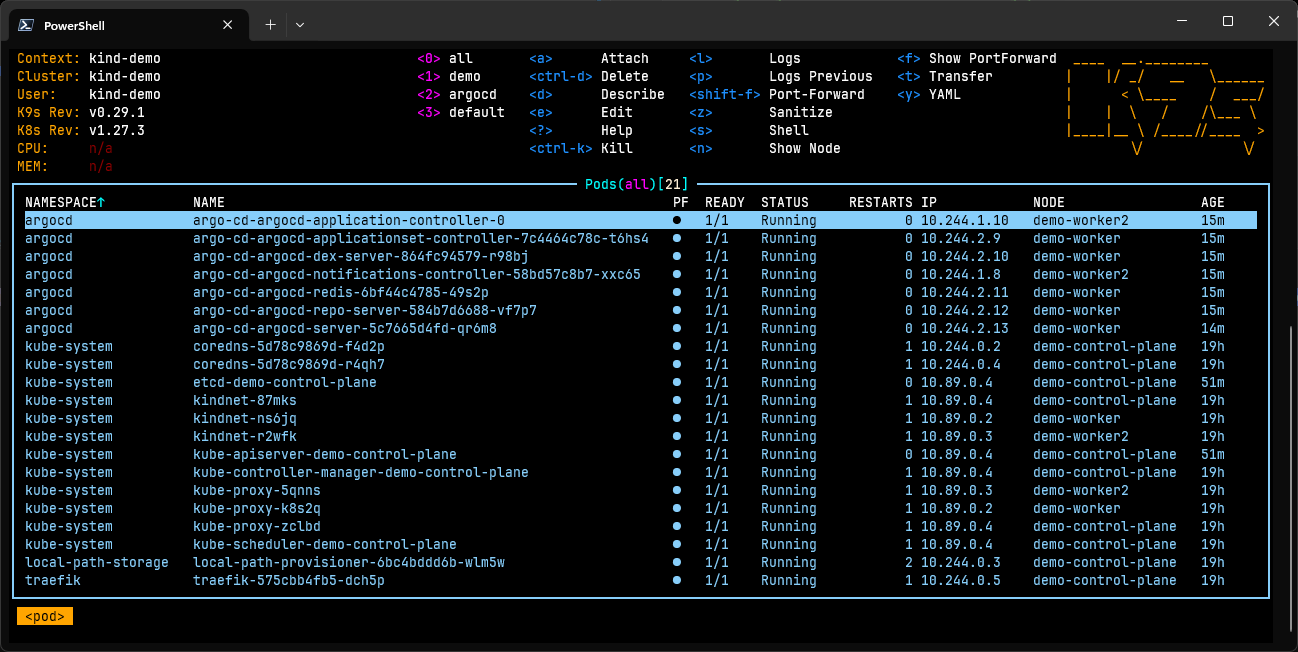 PowerShell
Context: kind-demo <0> all <a> Attach <l> Logs <f> Show PortForward
Cluster: kind-demo <1> demo <ctrl-d> Delete <p> Logs Previous <t> Transfer
User: kind-demo <2> argocd <d> Describe <shift-f> Port-Forward <y> YAML
K9s Rev: v0.29.1 <3> default <e> Edit <z> Sanitize
K8s Rev: v1.27.3 <?> Help <s> Shell
CPU: n/a <ctrl-k> Kill <n> Show Node
MEM: n/a
Pods(all)[21]
NAMESPACE↑ NAME PF READY STATUS RESTARTS IP NODE AGE
argocd argo-cd-argocd-application-controller-0 ● 1/1 Running 0 10.244.1.10 demo-worker2 15m
argocd argo-cd-argocd-applicationset-controller-7c4464c78c-t6hs4 ● 1/1 Running 0 10.244.2.9 demo-worker 15m
argocd argo-cd-argocd-dex-server-864fc94579-r98bj ● 1/1 Running 0 10.244.2.10 demo-worker 15m
argocd argo-cd-argocd-notifications-controller-58bd57c8b7-xxc65 ● 1/1 Running 0 10.244.1.8 demo-worker2 15m
argocd argo-cd-argocd-redis-6bf44c4785-49s2p ● 1/1 Running 0 10.244.2.11 demo-worker 15m
argocd argo-cd-argocd-repo-server-584b7d6688-vf7p7 ● 1/1 Running 0 10.244.2.12 demo-worker 15m
argocd argo-cd-argocd-server-5c7665d4fd-qr6m8 ● 1/1 Running 0 10.244.2.13 demo-worker 14m
kube-system coredns-5d78c9869d-f4d2p ● 1/1 Running 1 10.244.0.2 demo-control-plane 19h
kube-system coredns-5d78c9869d-r4qh7 ● 1/1 Running 1 10.244.0.4 demo-control-plane 19h
kube-system etcd-demo-control-plane ● 1/1 Running 0 10.89.0.4 demo-control-plane 51m
kube-system kindnet-87mks ● 1/1 Running 1 10.89.0.4 demo-control-plane 19h
kube-system kindnet-ns6jq ● 1/1 Running 1 10.89.0.2 demo-worker 19h
kube-system kindnet-r2wfk ● 1/1 Running 1 10.89.0.3 demo-worker2 19h
kube-system kube-apiserver-demo-control-plane ● 1/1 Running 0 10.89.0.4 demo-control-plane 51m
kube-system kube-controller-manager-demo-control-plane ● 1/1 Running 1 10.89.0.4 demo-control-plane 19h
kube-system kube-proxy-5qnns ● 1/1 Running 1 10.89.0.3 demo-worker2 19h
kube-system kube-proxy-k8s2q ● 1/1 Running 1 10.89.0.2 demo-worker 19h
kube-system kube-proxy-zclbd ● 1/1 Running 1 10.89.0.4 demo-control-plane 19h
kube-system kube-scheduler-demo-control-plane ● 1/1 Running 1 10.89.0.4 demo-control-plane 19h
local-path-storage local-path-provisioner-6bc4bddd6b-wlm5w ● 1/1 Running 2 10.244.0.3 demo-control-plane 19h
traefik traefik-575cbb4fb5-dch5p ● 1/1 Running 1 10.244.0.5 demo-control-plane 19h
<pod>